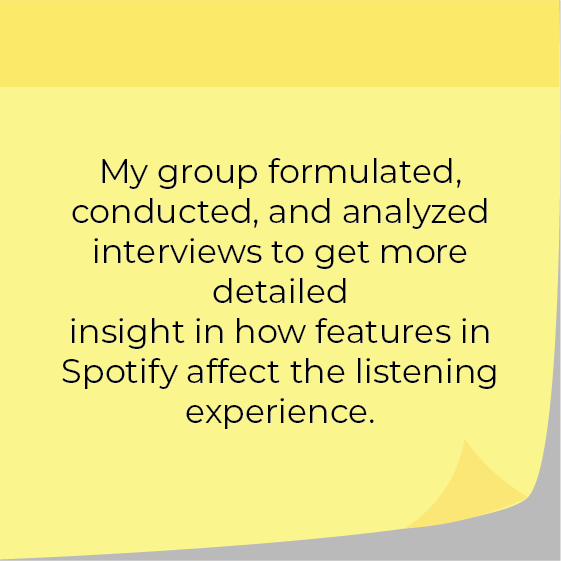 My group formulated,
conducted, and analyzed
interviews to get more
detailed
insight in how features in
Spotify affect the listening
experience.